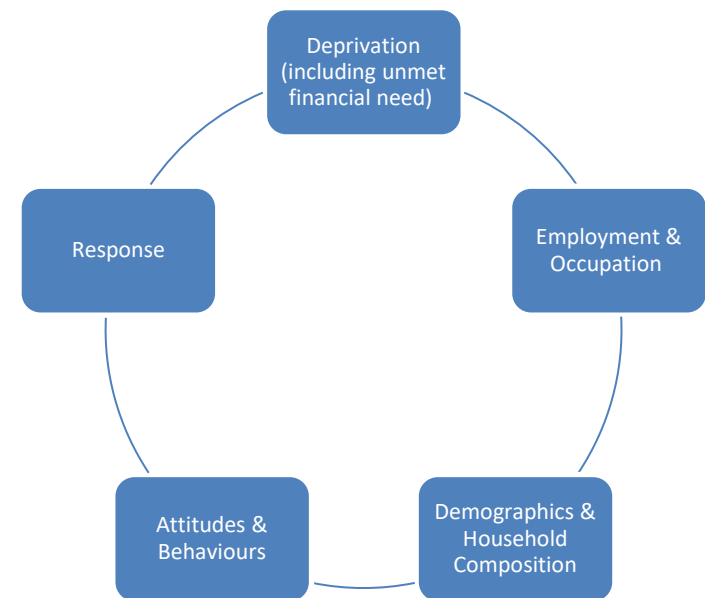 Deprivation
(including unmet
financial need)
Employment &
Occupation
Demographics &
Household
Composition
Attitudes &
Behaviours
Response